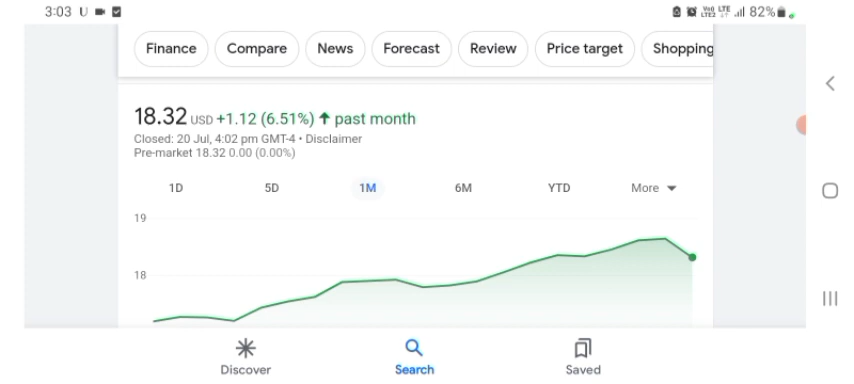 3:03 U 82%
Finance Compare News Forecast Review Price target Shopping
18.32 USD +1.12 (6.51%) ↑ past month
Closed: 20 Jul, 4:02 pm GMT-4 • Disclaimer
Pre-market 18.32 0.00 (0.00%)
1D 5D 1M 6M YTD More
19
18
Discover Search Saved